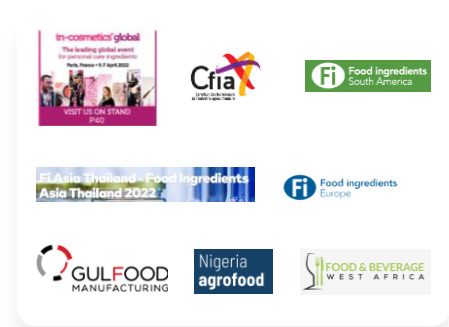 in-cosmetics® global
The leading global event
for personal care ingredients
Paris, France • 5-7 April 2022
VISIT US ON STAND
P40
Cfia
Fi Food ingredients
South America
Fi Asia Thailand - Food Ingredients
Asia Thailand 2022
Fi Food ingredients
Europe
GULFOOD
MANUFACTURING
Nigeria
agrofood
FOOD & BEVERAGE
WEST AFRICA